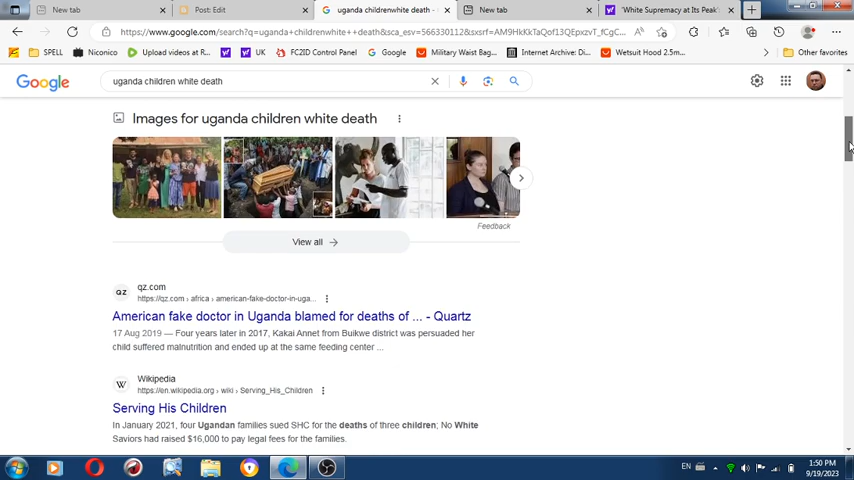 New tab
Post: Edit
uganda childrenwhite death -
New tab
'White Supremacy at Its Peak'
https://www.google.com/search?q=uganda+childrenwhite++death&sca_esv=566330112&sxsrf=AM9HkKkTaQof13QEpxzvT_fCgC...
SPELL
Niconico
Upload videos at R...
UK
FC2ID Control Panel
Google
Military Waist Bag...
Internet Archive: Di...
Wetsuit Hood 2.5m...
Other favorites
Google
uganda children white death
Images for uganda children white death
Feedback
View all
QZ
qz.com
https://qz.com › africa › american-fake-doctor-in-uga...
American fake doctor in Uganda blamed for deaths of ... - Quartz
17 Aug 2019 — Four years later in 2017, Kakai Annet from Buikwe district was persuaded her
child suffered malnutrition and ended up at the same feeding center ...
W
Wikipedia
https://en.wikipedia.org › wiki › Serving_His_Children
Serving His Children
In January 2021, four Ugandan families sued SHC for the deaths of three children; No White
Saviors had raised $16,000 to pay legal fees for the families.
EN
1:50 PM
9/19/2023